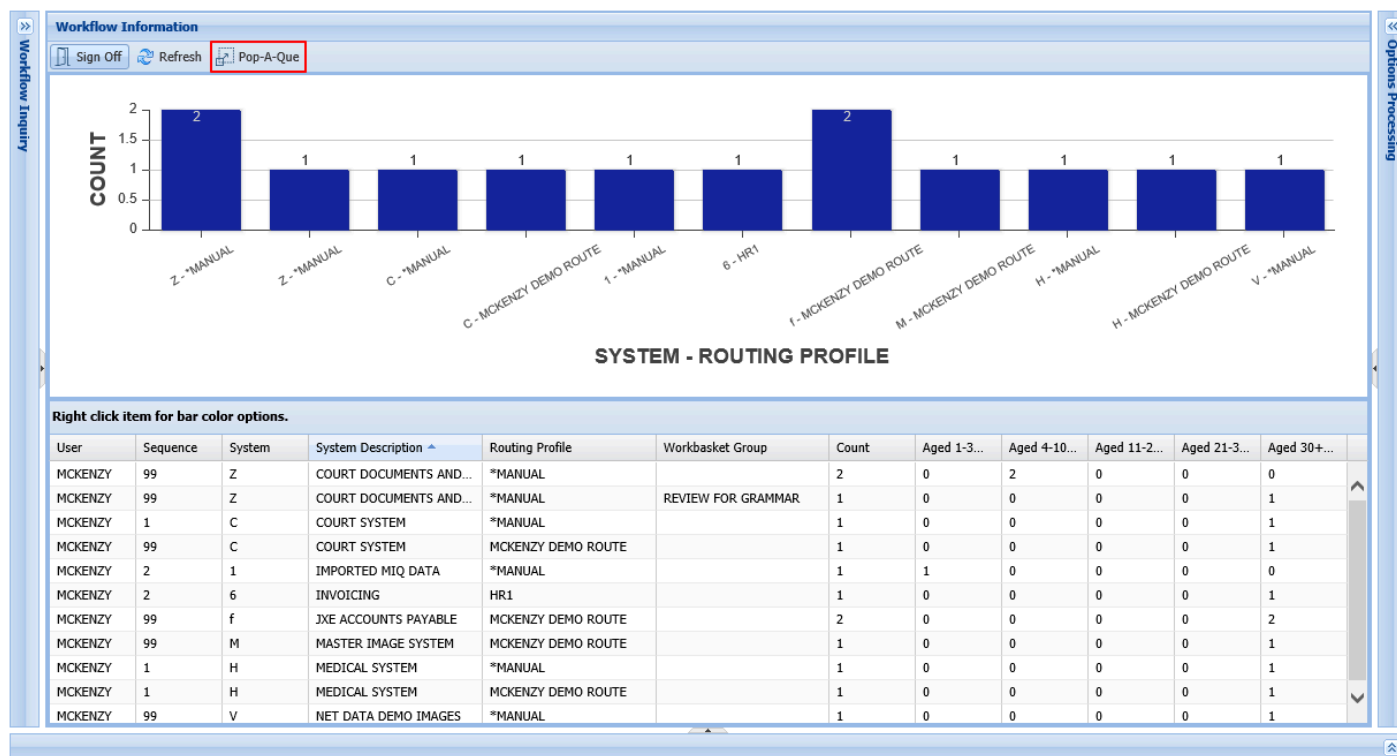 Workflow Information
Workflow Inquiry
Options Processing
Sign Off Refresh Pop-A-Que
COUNT
2
1.5
1
0.5
0
2 1 1 1 1 1 2 1 1 1 1
Z - *MANUAL Z - *MANUAL C - *MANUAL C - MCKENZY DEMO ROUTE 1 - *MANUAL 6 - HR1 f - MCKENZY DEMO ROUTE M - MCKENZY DEMO ROUTE H - *MANUAL H - MCKENZY DEMO ROUTE V - *MANUAL
SYSTEM - ROUTING PROFILE
Right click item for bar color options.
User Sequence System System Description Routing Profile Workbasket Group Count Aged 1-3... Aged 4-10... Aged 11-2... Aged 21-3... Aged 30+...
MCKENZY 99 Z COURT DOCUMENTS AND... *MANUAL 2 0 2 0 0 0
MCKENZY 99 Z COURT DOCUMENTS AND... *MANUAL REVIEW FOR GRAMMAR 1 0 0 0 0 1
MCKENZY 1 C COURT SYSTEM *MANUAL 1 0 0 0 0 1
MCKENZY 99 C COURT SYSTEM MCKENZY DEMO ROUTE 1 0 0 0 0 1
MCKENZY 2 1 IMPORTED MIQ DATA *MANUAL 1 1 0 0 0 0
MCKENZY 2 6 INVOICING HR1 1 0 0 0 0 1
MCKENZY 99 f JXE ACCOUNTS PAYABLE MCKENZY DEMO ROUTE 2 0 0 0 0 2
MCKENZY 99 M MASTER IMAGE SYSTEM MCKENZY DEMO ROUTE 1 0 0 0 0 1
MCKENZY 1 H MEDICAL SYSTEM *MANUAL 1 0 0 0 0 1
MCKENZY 1 H MEDICAL SYSTEM MCKENZY DEMO ROUTE 1 0 0 0 0 1
MCKENZY 99 V NET DATA DEMO IMAGES *MANUAL 1 0 0 0 0 1